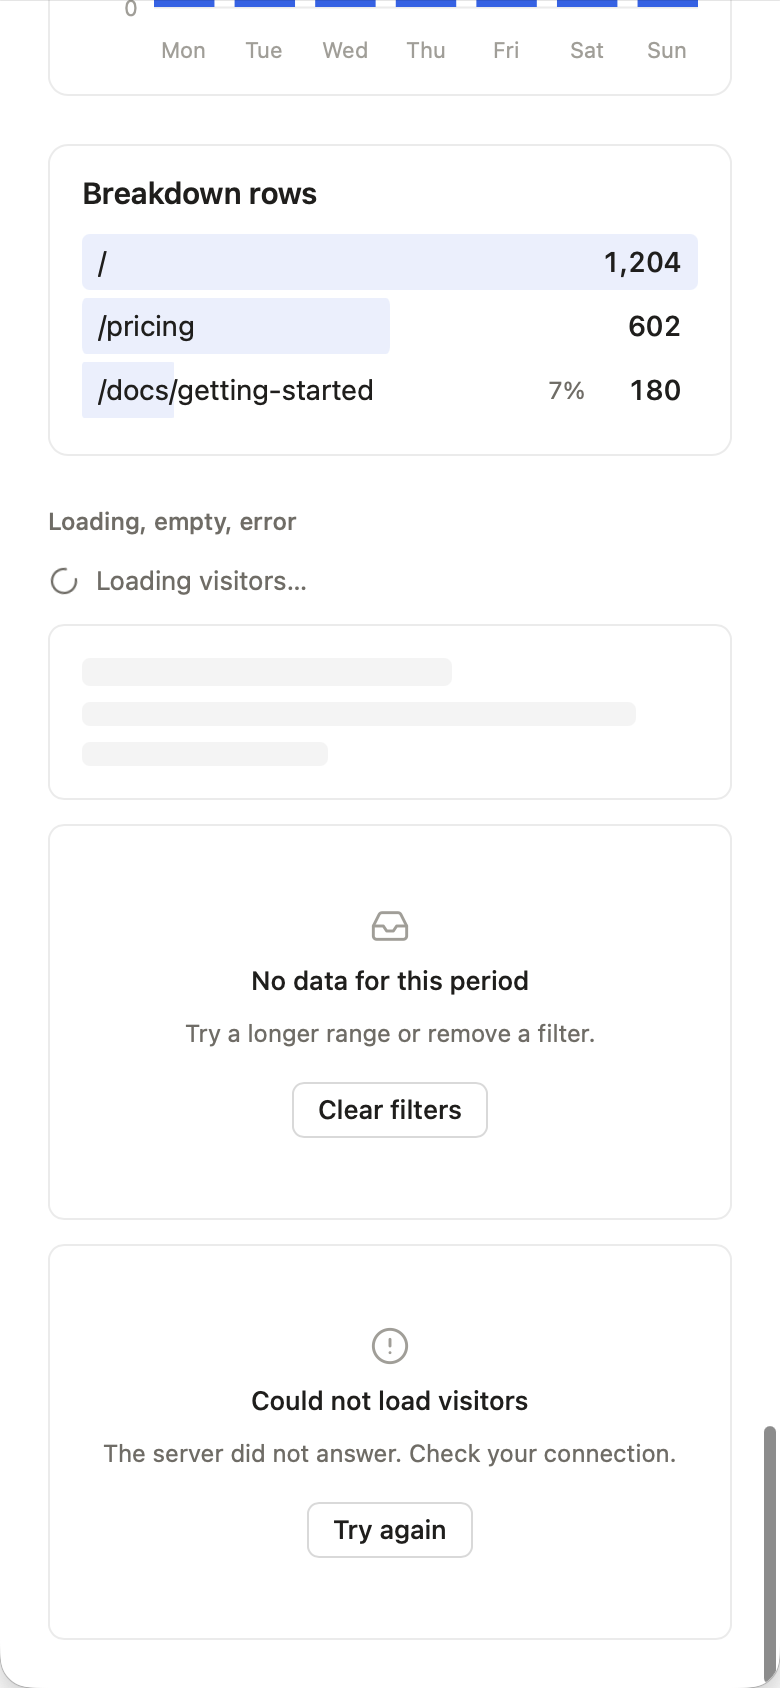 0
Mon Tue Wed Thu Fri Sat Sun
Breakdown rows
/ 1,204
/pricing 602
/docs/getting-started 7% 180
Loading, empty, error
Loading visitors...
No data for this period
Try a longer range or remove a filter.
Clear filters
Could not load visitors
The server did not answer. Check your connection.
Try again